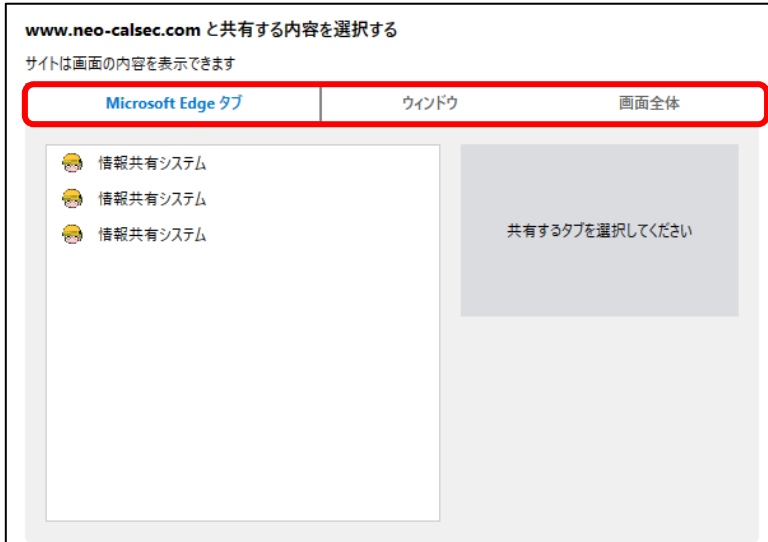 www.neo-calsec.com と共有する内容を選択する
サイトは画面の内容を表示できます
Microsoft Edge タブ ウィンドウ 画面全体
情報共有システム
情報共有システム
情報共有システム
共有するタブを選択してください